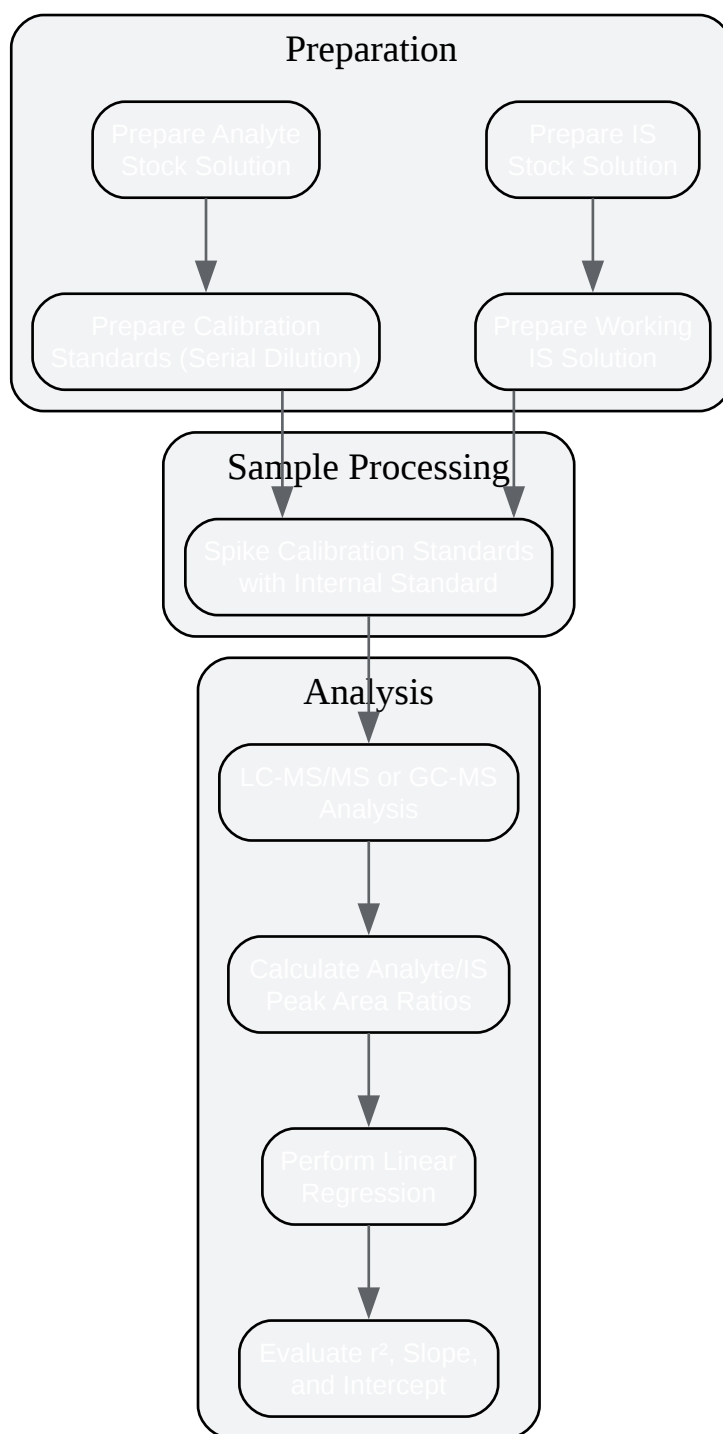 Preparation
Prepare Analyte
Stock Solution
Prepare IS
Stock Solution
Prepare Calibration
Standards (Serial Dilution)
Prepare Working
IS Solution
Sample Processing
Spike Calibration Standards
with Internal Standard
Analysis
LC-MS/MS or GC-MS
Analysis
Calculate Analyte/IS
Peak Area Ratios
Perform Linear
Regression
Evaluate r², Slope,
and Intercept